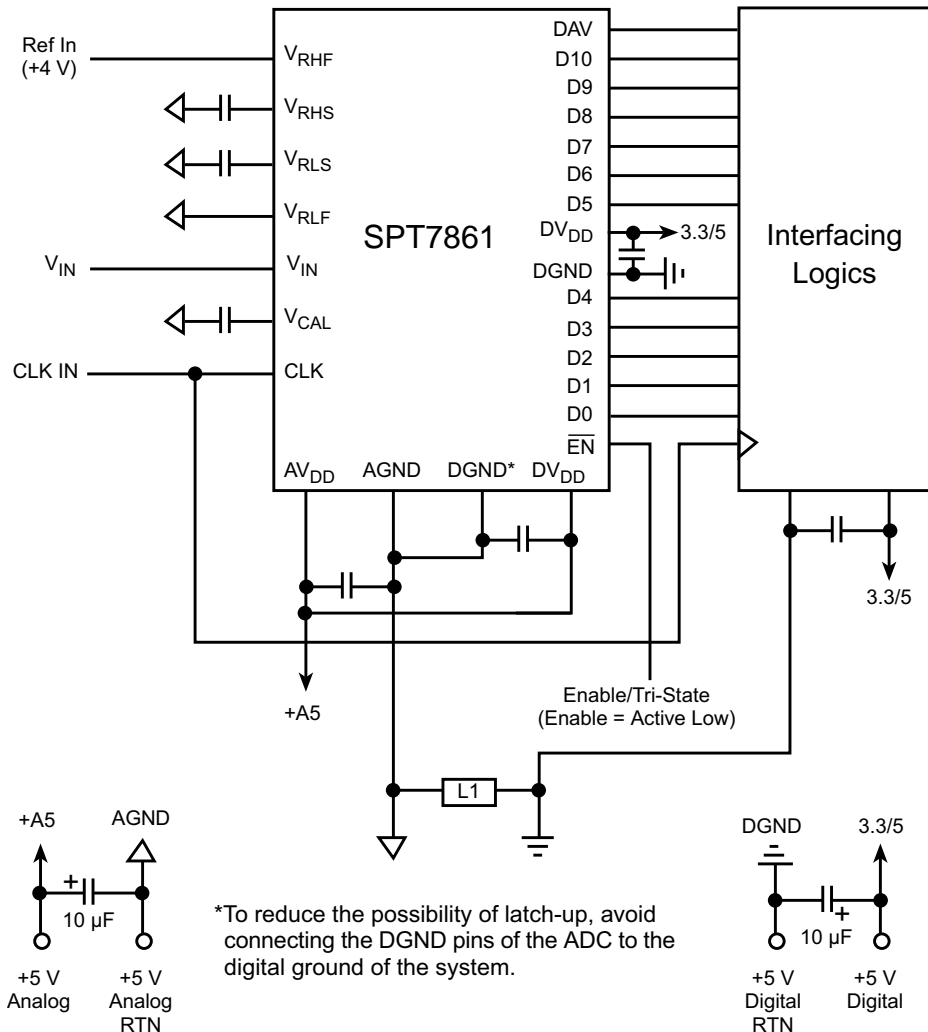 Ref In
(+4 V)
V_IN
CLK IN
V_RHF
V_RHS
V_RLS
V_RLF
V_IN
V_CAL
CLK
SPT7861
DAV
D10
D9
D8
D7
D6
D5
DV_DD
DGND
D4
D3
D2
D1
D0
EN
AV_DD
AGND
DGND*
DV_DD
3.3/5
Interfacing
Logics
3.3/5
+A5
Enable/Tri-State
(Enable = Active Low)
L1
+A5
AGND
+
10 µF
+5 V
Analog
+5 V
Analog
RTN
*To reduce the possibility of latch-up, avoid
connecting the DGND pins of the ADC to the
digital ground of the system.
DGND
3.3/5
+
10 µF
+5 V
Digital
RTN
+5 V
Digital